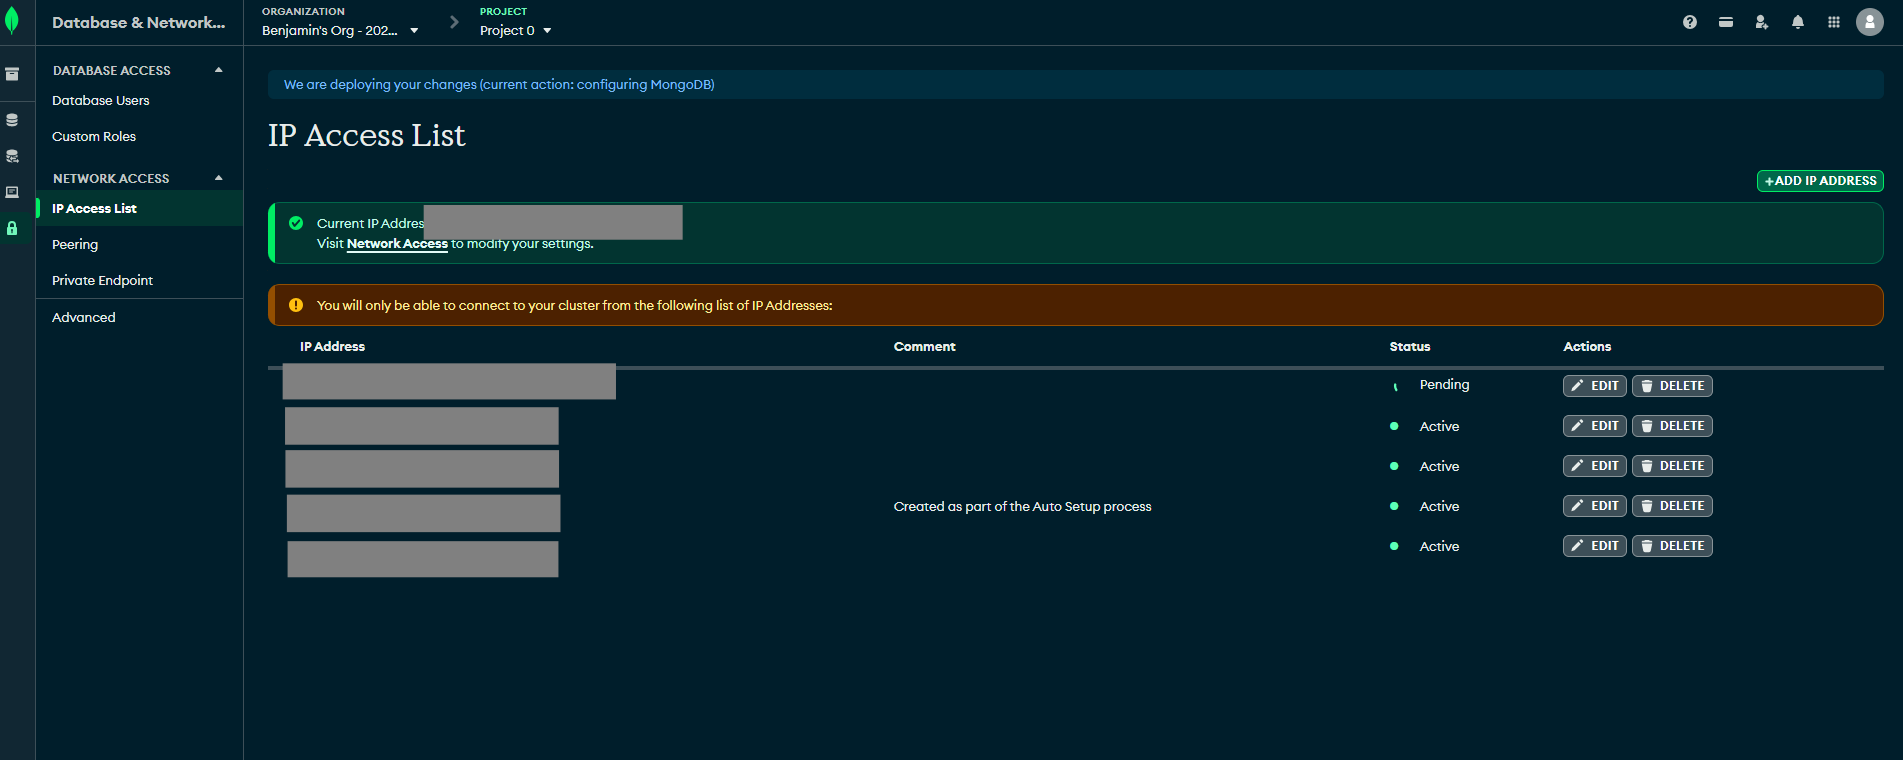 Database & Network...
ORGANIZATION
Benjamin's Org - 202...
PROJECT
Project 0
DATABASE ACCESS
Database Users
Custom Roles
NETWORK ACCESS
IP Access List
Peering
Private Endpoint
Advanced
We are deploying your changes (current action: configuring MongoDB)
IP Access List
+ADD IP ADDRESS
Current IP Addres
Visit Network Access to modify your settings.
You will only be able to connect to your cluster from the following list of IP Addresses:
IP Address Comment Status Actions
Pending EDIT DELETE
Active EDIT DELETE
Active EDIT DELETE
Created as part of the Auto Setup process Active EDIT DELETE
Active EDIT DELETE